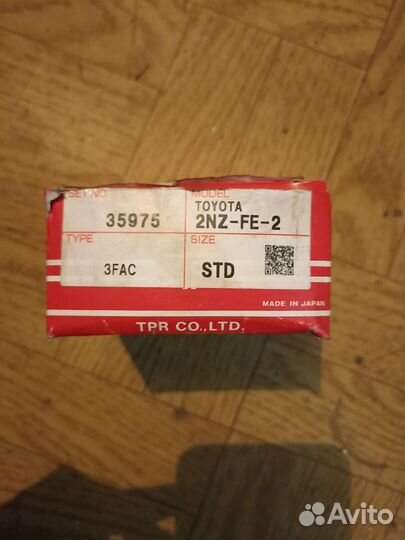 SET NO
35975
MODEL
TOYOTA
2NZ-FE-2
TYPE
3FAC
SIZE
STD
MADE IN JAPAN
TPR CO.,LTD.
Avito